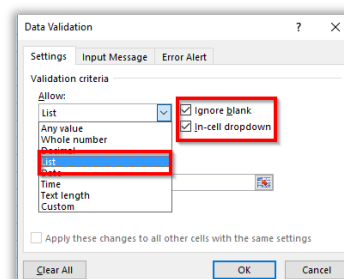 Data Validation ? X
Settings Input Message Error Alert
Validation criteria
Allow:
List
Ignore blank
Any value
In-cell dropdown
Whole number
Decimal
List
Date
Time
Text length
Custom
Apply these changes to all other cells with the same settings
Clear All OK Cancel